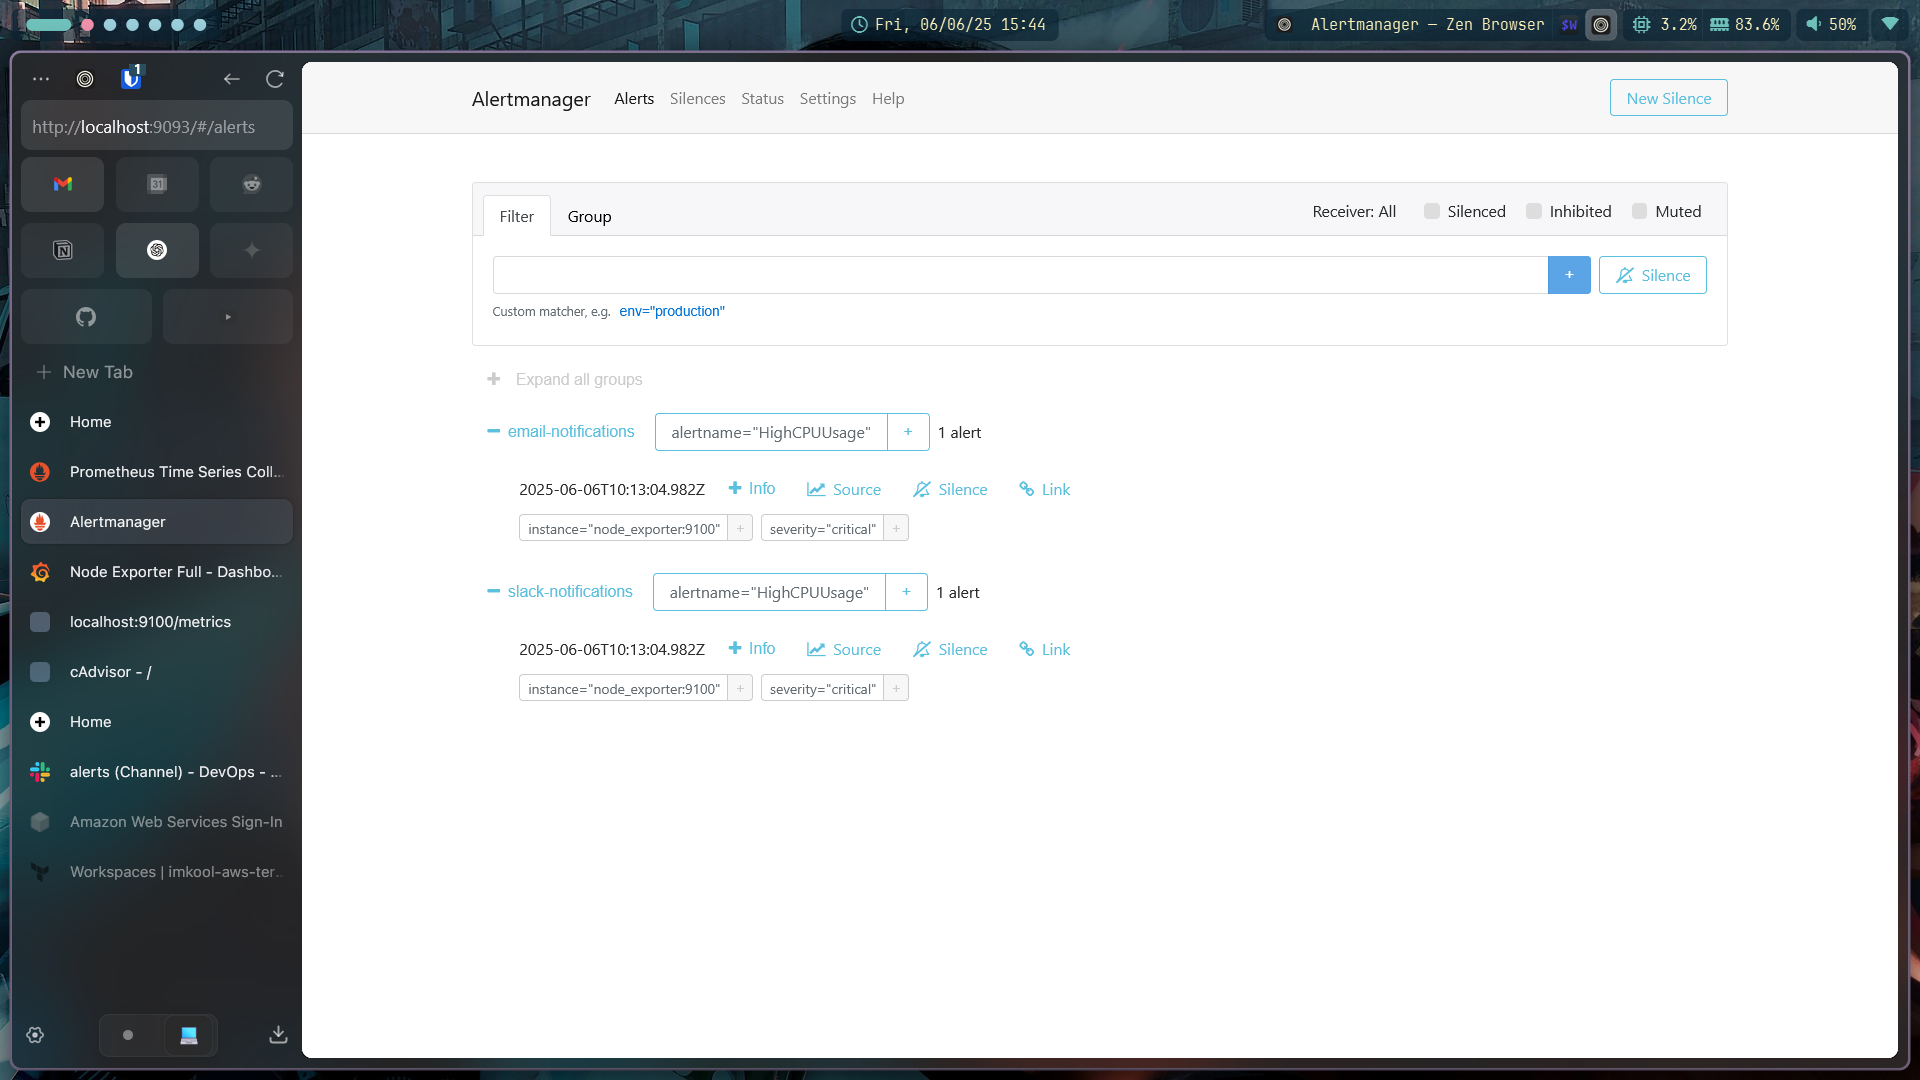 Fri, 06/06/25 15:44
Alertmanager — Zen Browser
3.2%
83.6%
50%
1
http://localhost:9093/#/alerts
31
New Tab
Home
Prometheus Time Series Coll...
Alertmanager
Node Exporter Full - Dashbo...
localhost:9100/metrics
cAdvisor - /
Home
alerts (Channel) - DevOps - ...
Amazon Web Services Sign-In
Workspaces | imkool-aws-ter...
Alertmanager Alerts Silences Status Settings Help
New Silence
Filter Group
Receiver: All Silenced Inhibited Muted
+ Silence
Custom matcher, e.g. env="production"
+ Expand all groups
email-notifications alertname="HighCPUUsage" + 1 alert
2025-06-06T10:13:04.982Z + Info Source Silence Link
instance="node_exporter:9100" + severity="critical" +
slack-notifications alertname="HighCPUUsage" + 1 alert
2025-06-06T10:13:04.982Z + Info Source Silence Link
instance="node_exporter:9100" + severity="critical" +